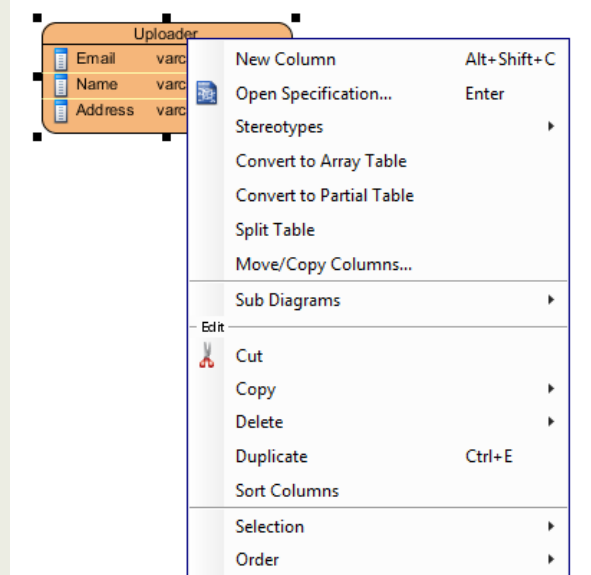 Uploader
Email varc
Name varc
Address varc
New Column Alt+Shift+C
Open Specification... Enter
Stereotypes
Convert to Array Table
Convert to Partial Table
Split Table
Move/Copy Columns...
Sub Diagrams
Edit
Cut
Copy
Delete
Duplicate Ctrl+E
Sort Columns
Selection
Order